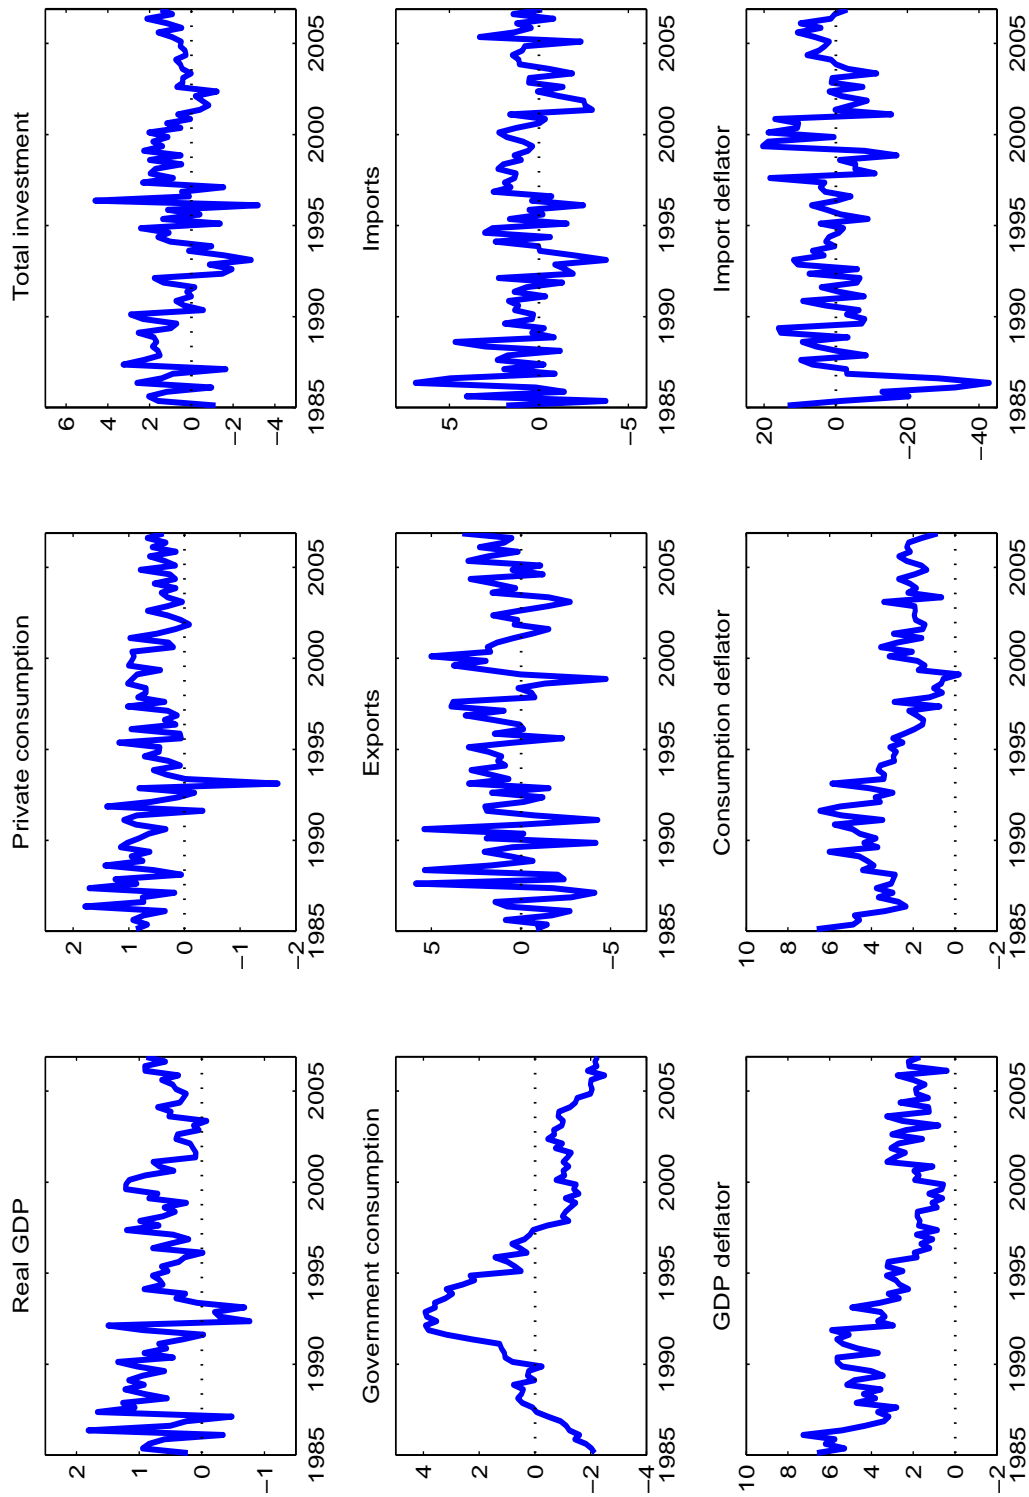 Real GDP
2
1
0
−1
1985 1990 1995 2000 2005
Private consumption
2
1
0
−1
−2
1985 1990 1995 2000 2005
Total investment
6
4
2
0
−2
−4
1985 1990 1995 2000 2005
Government consumption
4
2
0
−2
−4
1985 1990 1995 2000 2005
Exports
5
0
−5
1985 1990 1995 2000 2005
Imports
5
0
−5
1985 1990 1995 2000 2005
GDP deflator
10
8
6
4
2
0
−2
1985 1990 1995 2000 2005
Consumption deflator
10
8
6
4
2
0
−2
1985 1990 1995 2000 2005
Import deflator
20
0
−20
−40
1985 1990 1995 2000 2005